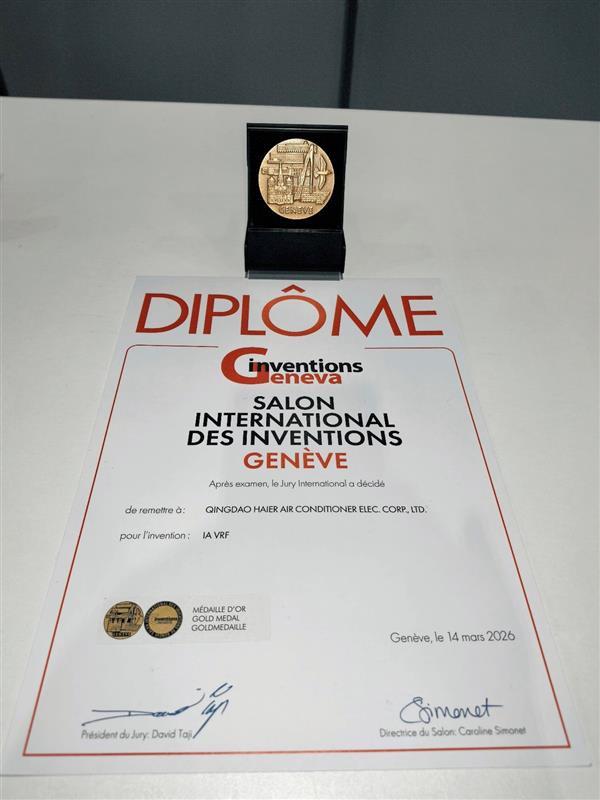 GENEVE
DIPLÔME
inventions
Geneva
SALON
INTERNATIONAL
DES INVENTIONS
GENÈVE
Après examen, le Jury International a décidé
de remettre à : QINGDAO HAIER AIR CONDITIONER ELEC. CORP., LTD.
pour l'invention : IA VRF
MÉDAILLE D'OR
GOLD MEDAL
GOLDMEDAILLE
Genève, le 14 mars 2026
Simonet
Président du Jury: David Taji
Directrice du Salon: Caroline Simonet